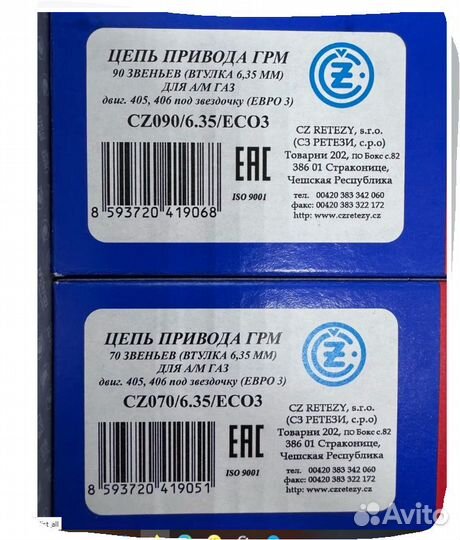 ЦЕПЬ ПРИВОДА ГРМ
90 ЗВЕНЬЕВ (ВТУЛКА 6,35 ММ)
ДЛЯ А/М ГАЗ
двиг. 405, 406 под звездочку (ЕВРО 3)
CZ090/6.35/ECO3
8 593720 419068
EAC
ISO 9001
CZ
CZ RETEZY, s.r.o.
(СЗ РЕТЕЗИ, с.р.о)
Товарни 202, ПО Бокс с.82
386 01 Страконице,
Чешская Республика
тел. 00420 383 342 060
факс: 00420 383 322 172
http: www.czretezy.cz
ЦЕПЬ ПРИВОДА ГРМ
70 ЗВЕНЬЕВ (ВТУЛКА 6,35 ММ)
ДЛЯ А/М ГАЗ
двиг. 405, 406 под звездочку (ЕВРО 3)
CZ070/6.35/ECO3
8 593720 419051
EAC
ISO 9001
CZ
CZ RETEZY, s.r.o.
(СЗ РЕТЕЗИ, с.р.о)
Товарни 202, ПО Бокс с.82
386 01 Страконице,
Чешская Республика
тел. 00420 383 342 060
факс: 00420 383 322 172
http: www.czretezy.cz
Avito